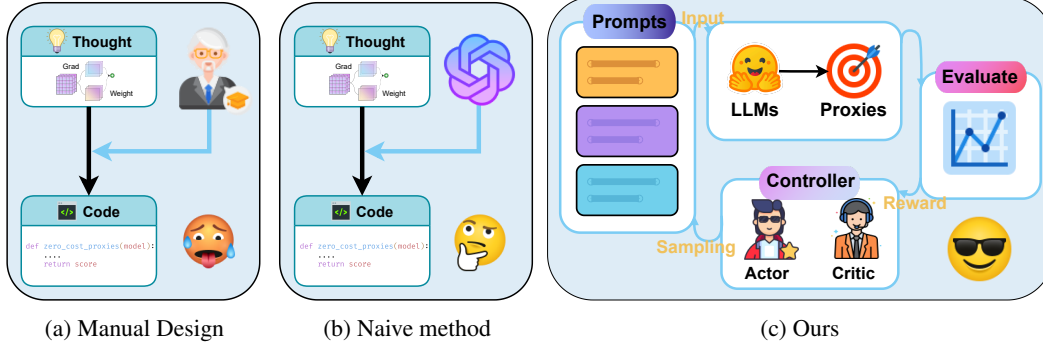 Thought
Grad
Weight
</>
Code
def zero_cost_proxies(model):
....
return score
(a) Manual Design
Thought
Grad
Weight
</>
Code
def zero_cost_proxies(model):
....
return score
(b) Naive method
Prompts
Input
LLMs
Proxies
Evaluate
Controller
Reward
Sampling
Actor
Critic
(c) Ours